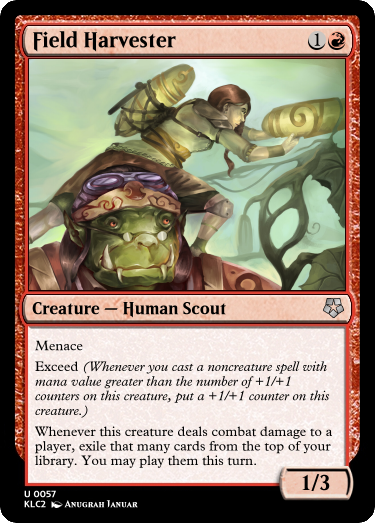 Field Harvester 1
Creature — Human Scout
Menace
Exceed (Whenever you cast a noncreature spell with
mana value greater than the number of +1/+1
counters on this creature, put a +1/+1 counter on this
creature.)
Whenever this creature deals combat damage to a
player, exile that many cards from the top of your
library. You may play them this turn.
1/3
U 0057
KLC2 Anugrah Januar